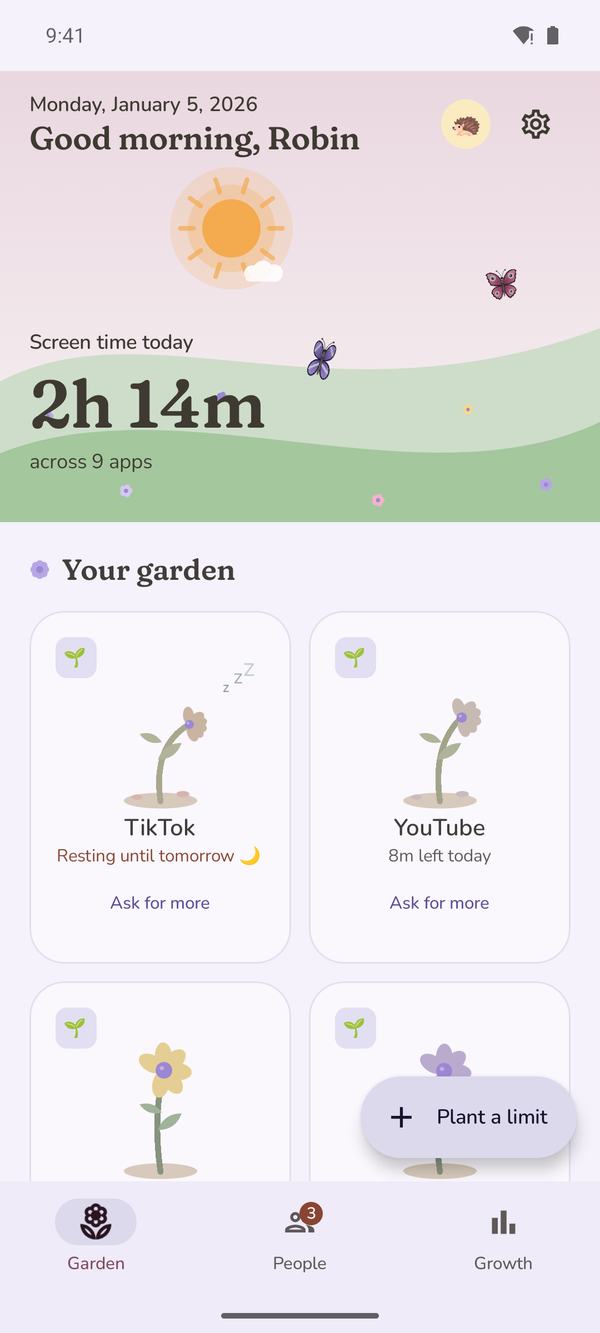 9:41
Monday, January 5, 2026
Good morning, Robin
Screen time today
2h 14m
across 9 apps
Your garden
z z Z
TikTok
Resting until tomorrow 🌙
Ask for more
YouTube
8m left today
Ask for more
Plant a limit
Garden
3
People
Growth